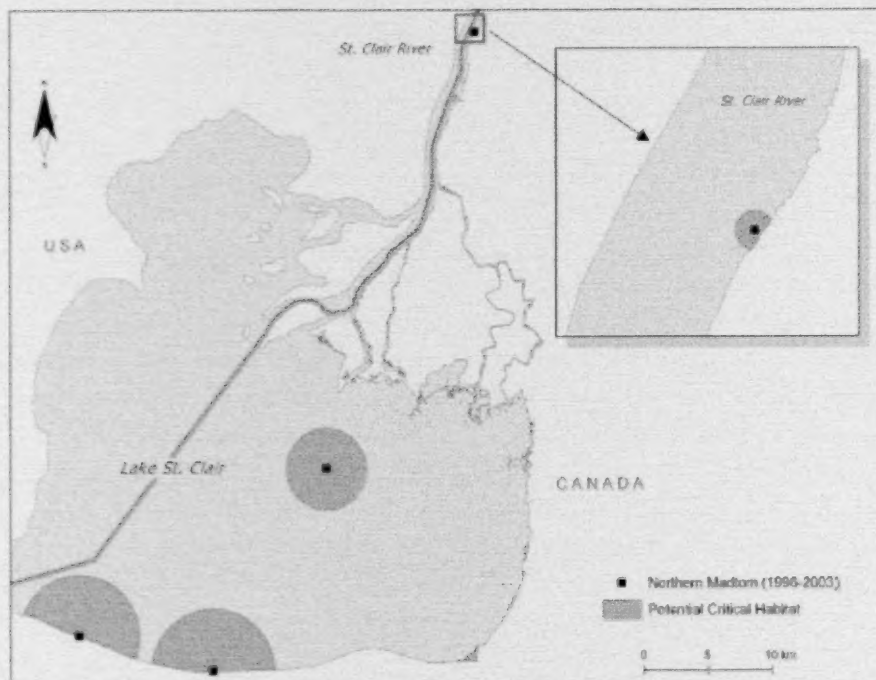 St. Clair River
St. Clair River
USA
Lake St. Clair
CANADA
Northern Madtom (1996-2003)
Potential Critical Habitat
0 5 10 km